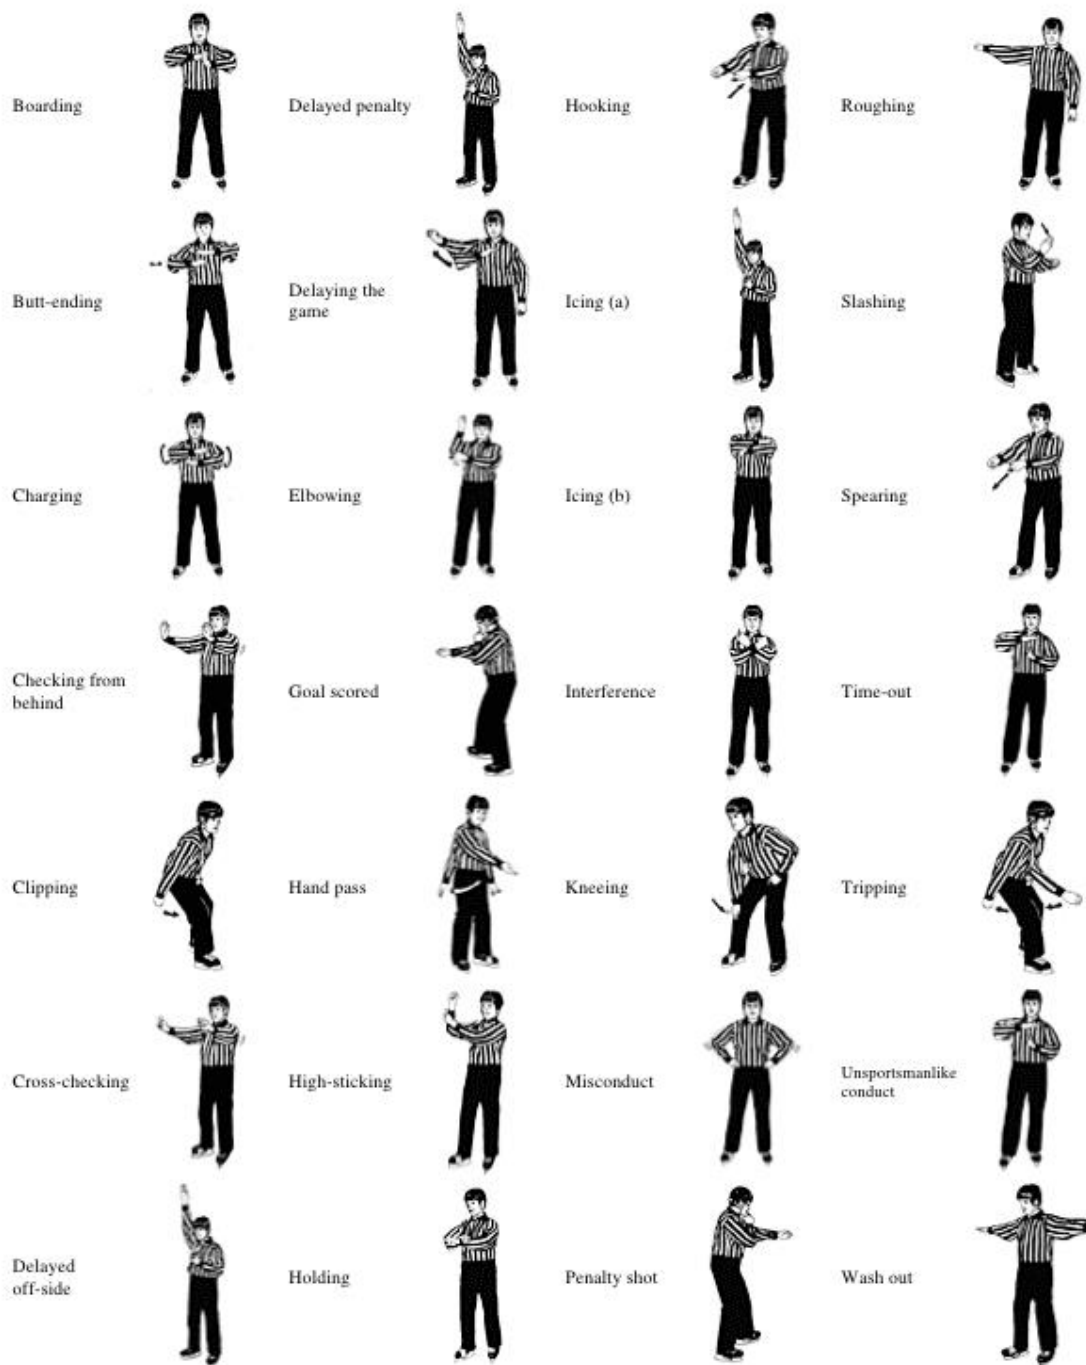 Boarding
Delayed penalty
Hooking
Roughing
Butt-ending
Delaying the
game
Icing (a)
Slashing
Charging
Elbowing
Icing (b)
Spearing
Checking from
behind
Goal scored
Interference
Time-out
Clipping
Hand pass
Kneeing
Tripping
Cross-checking
High-sticking
Misconduct
Unsportsmanlike
conduct
Delayed
off-side
Holding
Penalty shot
Wash out